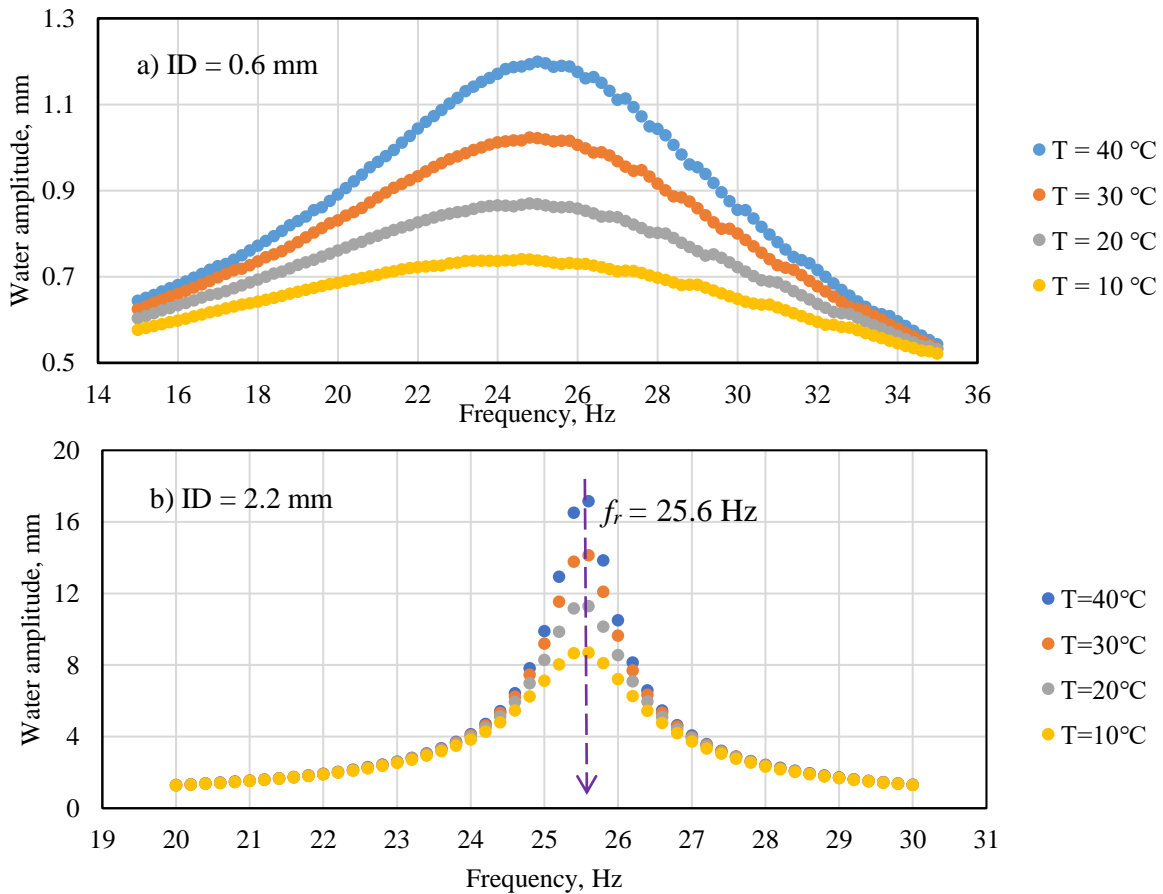 1.3
a) ID = 0.6 mm
1.1
0.9
0.7
0.5
Water amplitude, mm
14 16 18 20 22 24 26 28 30 32 34 36
Frequency, Hz
T = 40 ℃
T = 30 ℃
T = 20 ℃
T = 10 ℃
20
b) ID = 2.2 mm
fr = 25.6 Hz
16
12
8
4
0
Water amplitude, mm
19 20 21 22 23 24 25 26 27 28 29 30 31
Frequency, Hz
T=40℃
T=30℃
T=20℃
T=10℃